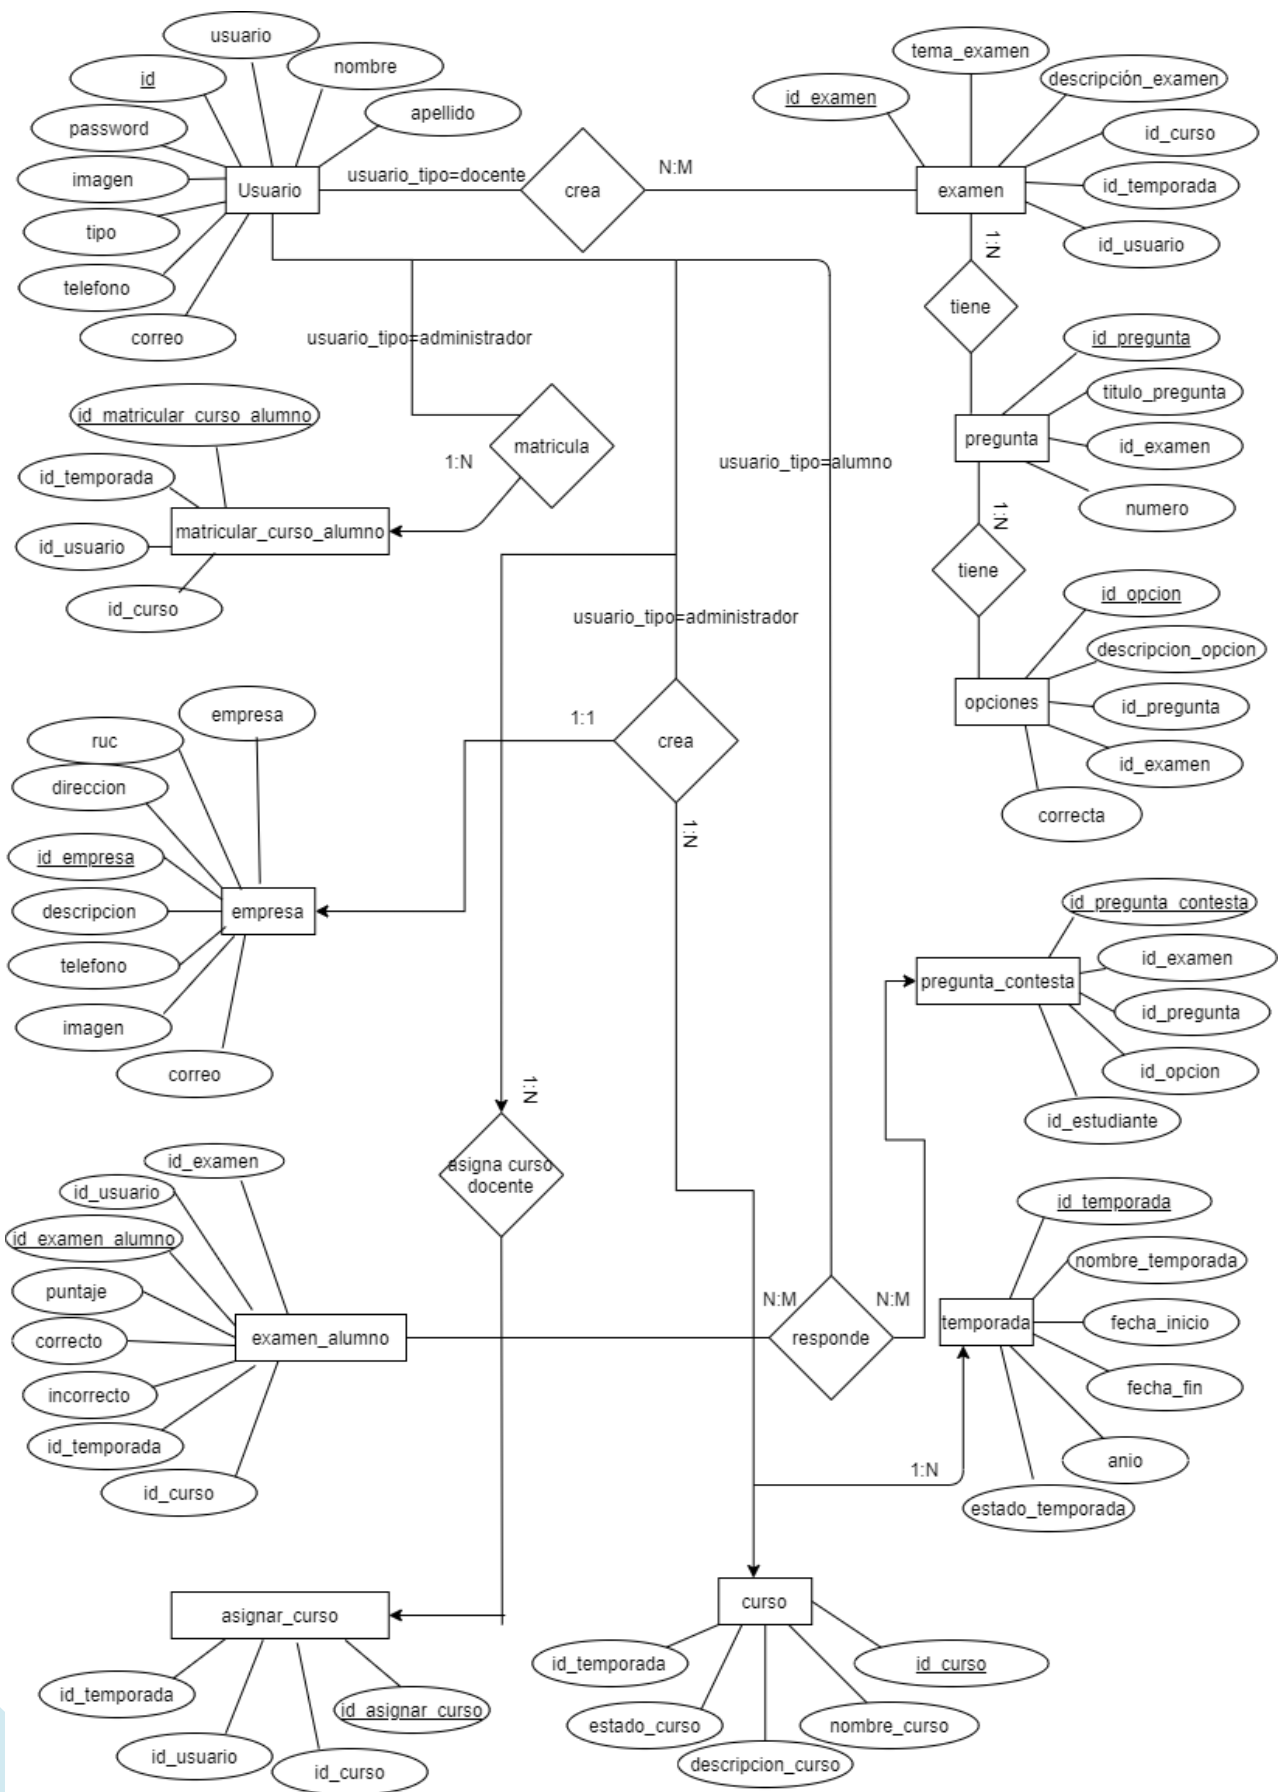 usuario
nombre
id
apellido
password
imagen
tipo
telefono
correo
Usuario
usuario_tipo=docente
crea
N:M
tema_examen
descripción_examen
id_examen
id_curso
id_temporada
id_usuario
examen
1:N
tiene
id_pregunta
titulo_pregunta
id_examen
numero
pregunta
1:N
tiene
id_opcion
descripcion_opcion
id_pregunta
id_examen
correcta
opciones
usuario_tipo=administrador
matricula
1:N
id_matricular_curso_alumno
id_temporada
id_usuario
id_curso
matricular_curso_alumno
usuario_tipo=alumno
usuario_tipo=administrador
1:1
crea
1:N
empresa
ruc
direccion
id_empresa
descripcion
telefono
imagen
correo
empresa
id_pregunta_contesta
id_examen
id_pregunta
id_opcion
id_estudiante
pregunta_contesta
1:N
asigna curso
docente
id_examen
id_usuario
id_examen_alumno
puntaje
correcto
incorrecto
id_temporada
id_curso
examen_alumno
N:M
N:M
responde
id_temporada
nombre_temporada
fecha_inicio
fecha_fin
anio
estado_temporada
temporada
1:N
asignar_curso
id_temporada
id_usuario
id_curso
id_asignar_curso
curso
id_temporada
estado_curso
descripcion_curso
nombre_curso
id_curso